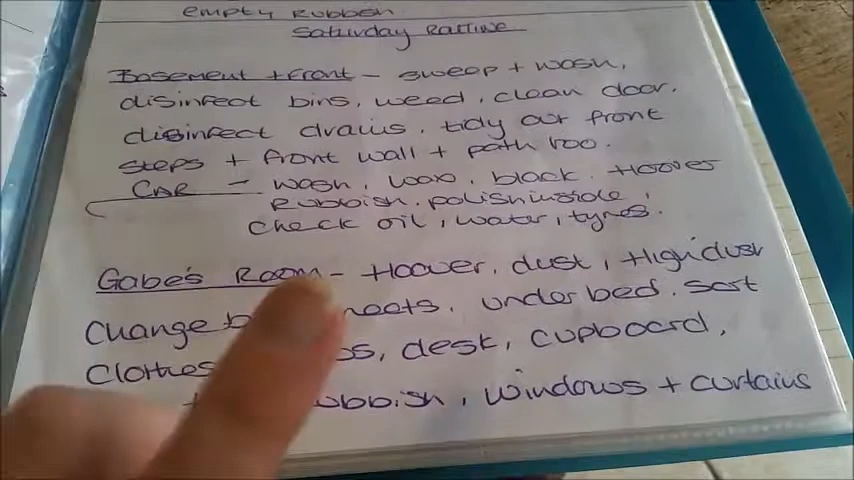 empty Rubbish
Saturday Routine
Basement + front - sweep + wash,
disinfect bins, weed, clean door.
disinfect drains, tidy out front
steps + front wall + path too.
CAR - wash, wax, black, Hoover
Rubbish, polish inside,
check oil, water, tyres.
Gabe's Room - Hoover, dust, High dust
Change sheets. under bed. sort
Clothes desk, cupboard,
windows + curtains